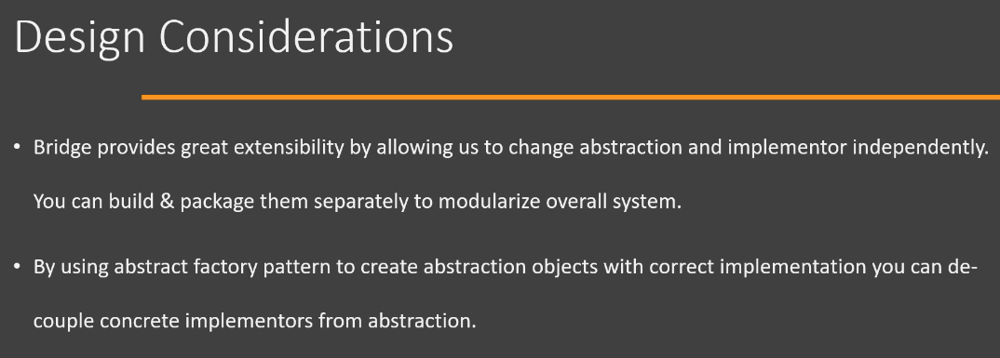 Design Considerations
• Bridge provides great extensibility by allowing us to change abstraction and implementor independently.
You can build & package them separately to modularize overall system.
• By using abstract factory pattern to create abstraction objects with correct implementation you can de-
couple concrete implementors from abstraction.